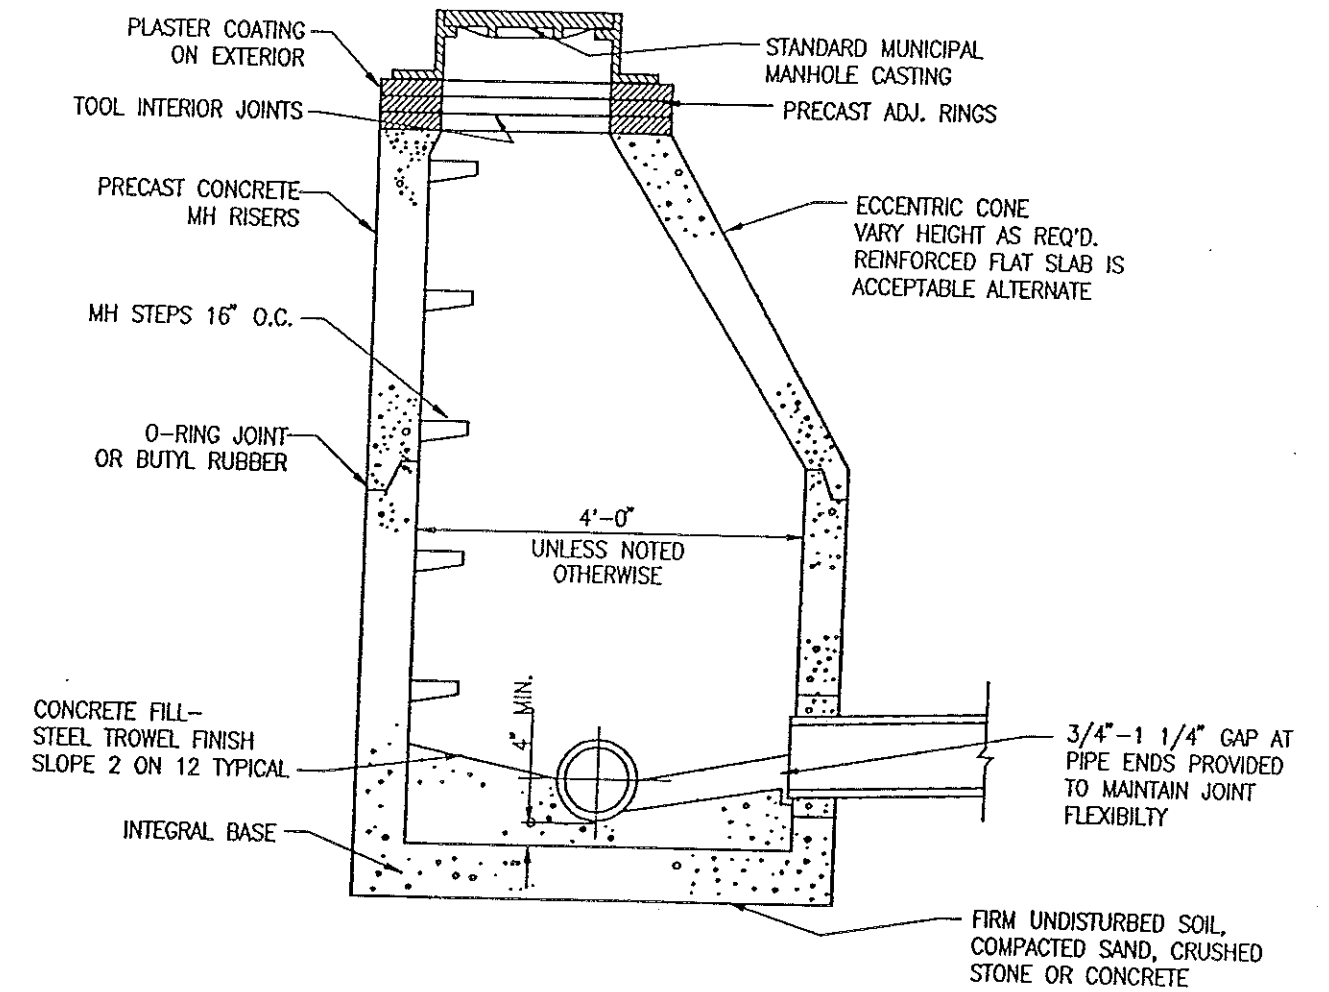 PLASTER COATING
ON EXTERIOR
STANDARD MUNICIPAL
MANHOLE CASTING
TOOL INTERIOR JOINTS
PRECAST ADJ. RINGS
PRECAST CONCRETE
MH RISERS
ECCENTRIC CONE
VARY HEIGHT AS REQ'D.
REINFORCED FLAT SLAB IS
ACCEPTABLE ALTERNATE
MH STEPS 16" O.C.
O-RING JOINT
OR BUTYL RUBBER
4'-0"
UNLESS NOTED
OTHERWISE
4" MIN.
CONCRETE FILL-
STEEL TROWEL FINISH
SLOPE 2 ON 12 TYPICAL
3/4"-1 1/4" GAP AT
PIPE ENDS PROVIDED
TO MAINTAIN JOINT
FLEXIBILTY
INTEGRAL BASE
FIRM UNDISTURBED SOIL,
COMPACTED SAND, CRUSHED
STONE OR CONCRETE